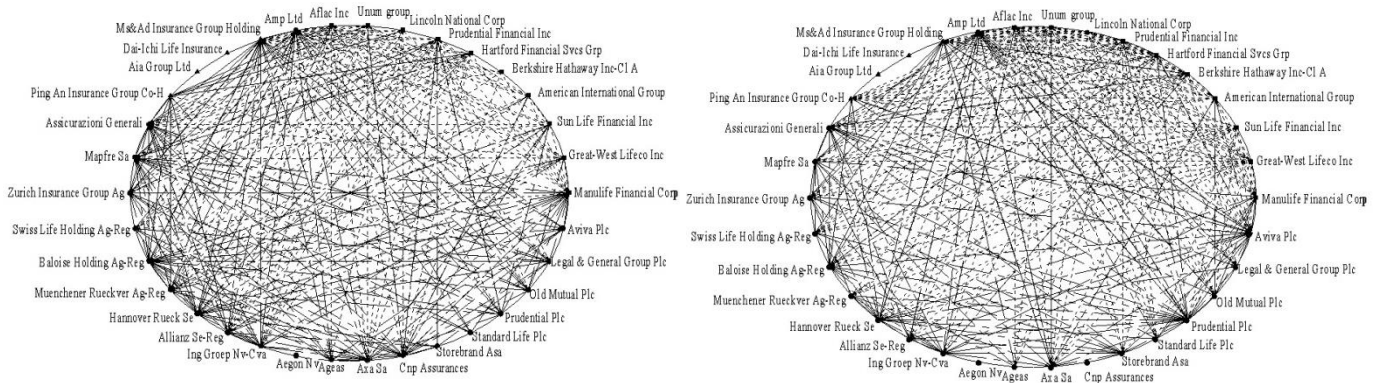 Ms&Ad Insurance Group Holding
Amp Ltd
Aflac Inc
Unum group
Lincoln National Corp
Prudential Financial Inc
Hartford Financial Svcs Grp
Berkshire Hathaway Inc-Cl A
American International Group
Sun Life Financial Inc
Great-West Lifeco Inc
Manulife Financial Corp
Aviva Plc
Legal & General Group Plc
Old Mutual Plc
Prudential Plc
Standard Life Plc
Storebrand Asa
Cnp Assurances
Axa Sa
Ageas
Aegon Nv
Ing Groep Nv-Cva
Allianz Se-Reg
Hannover Rueck Se
Muenchener Rueckver Ag-Reg
Baloise Holding Ag-Reg
Swiss Life Holding Ag-Reg
Zurich Insurance Group Ag
Mapfre Sa
Assicurazioni Generali
Ping An Insurance Group Co-H
Aia Group Ltd
Dai-Ichi Life Insurance
Ms&Ad Insurance Group Holding
Amp Ltd
Aflac Inc
Unum group
Lincoln National Corp
Prudential Financial Inc
Hartford Financial Svcs Grp
Berkshire Hathaway Inc-Cl A
American International Group
Sun Life Financial Inc
Great-West Lifeco Inc
Manulife Financial Corp
Aviva Plc
Legal & General Group Plc
Old Mutual Plc
Prudential Plc
Standard Life Plc
Storebrand Asa
Cnp Assurances
Axa Sa
Ageas
Aegon Nv
Ing Groep Nv-Cva
Allianz Se-Reg
Hannover Rueck Se
Muenchener Rueckver Ag-Reg
Baloise Holding Ag-Reg
Swiss Life Holding Ag-Reg
Zurich Insurance Group Ag
Mapfre Sa
Assicurazioni Generali
Ping An Insurance Group Co-H
Aia Group Ltd
Dai-Ichi Life Insurance